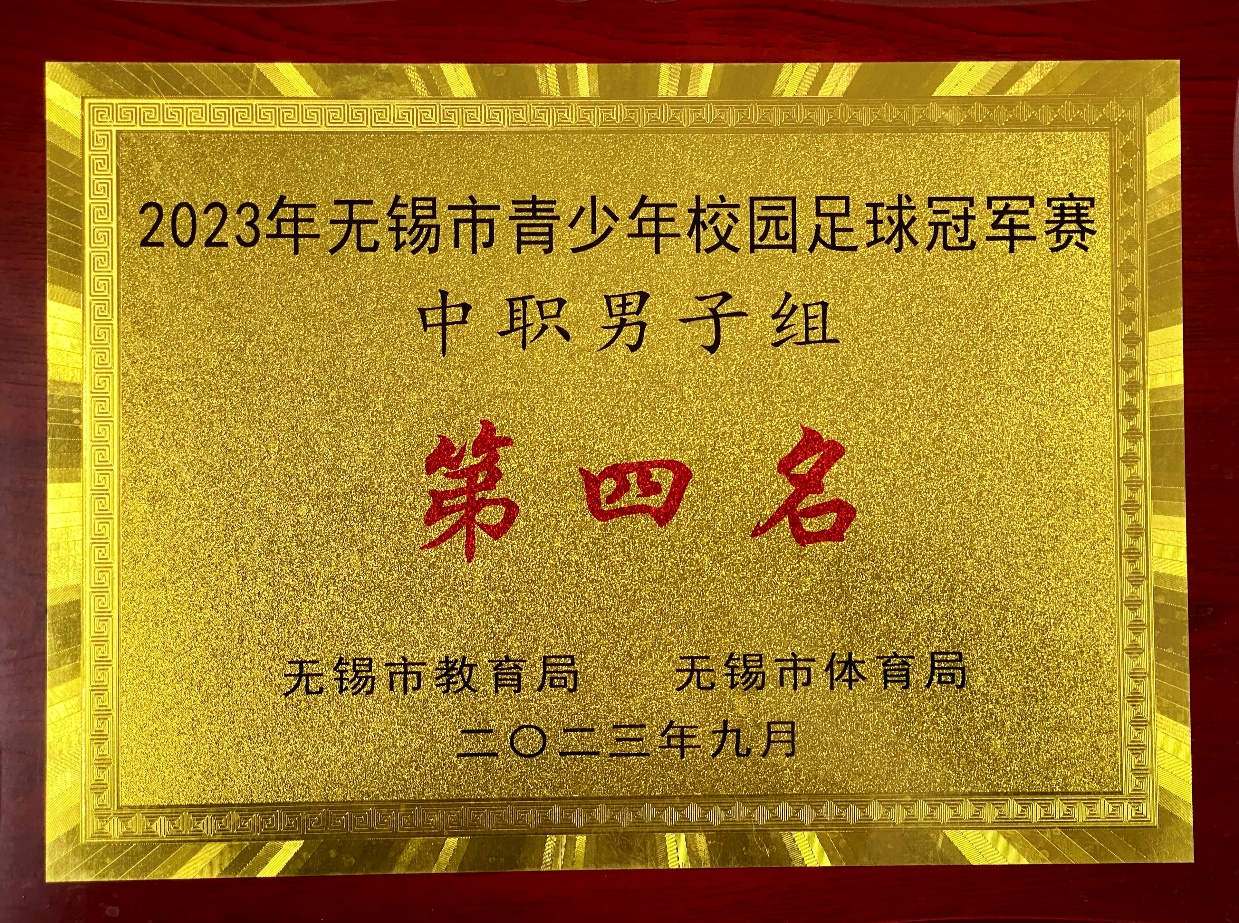 2023年无锡市青少年校园足球冠军赛
中职男子组
第四名
无锡市教育局 无锡市体育局
二〇二三年九月